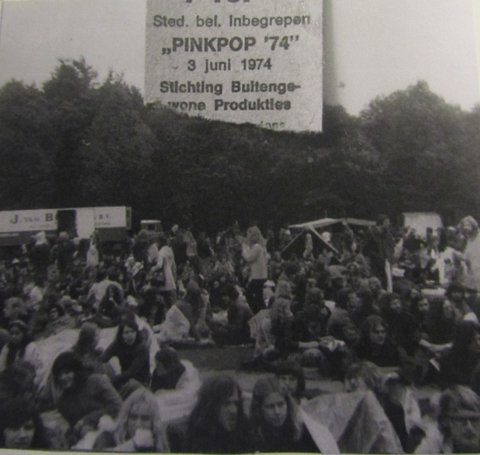 Sted. bel. Inbegrepen
„PINKPOP '74"
3 juni 1974
Stichting Buitenge-
wone Produkties
J.
B.V.